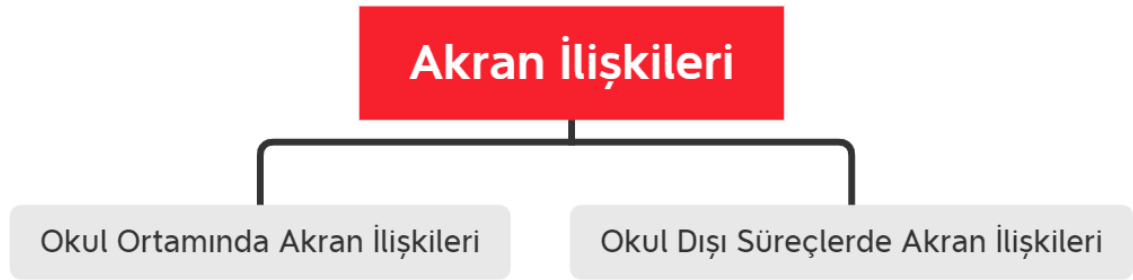 Akran İlişkileri
Okul Ortamında Akran İlişkileri
Okul Dışı Süreçlerde Akran İlişkileri